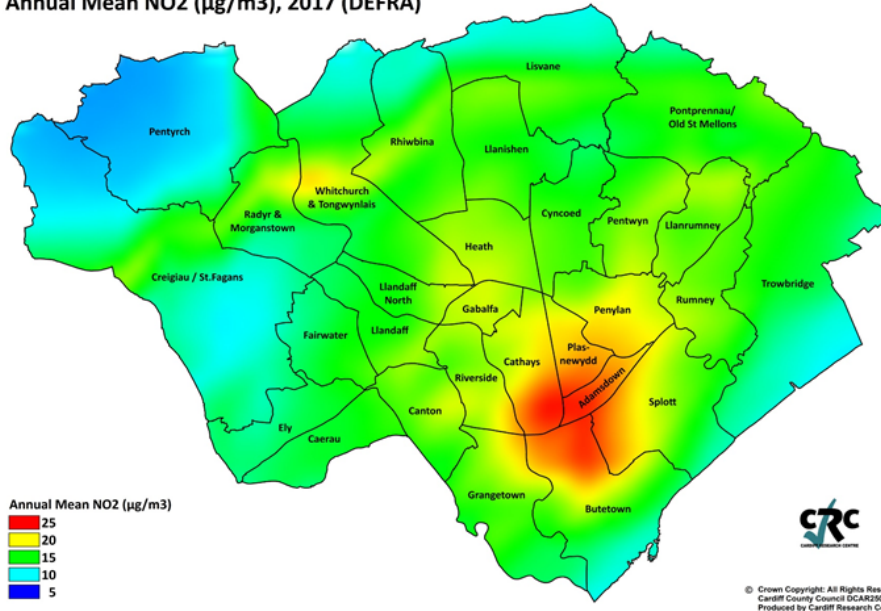 Annual Mean NO2 (µg/m3), 2017 (DEFRA)
Lisvane
Pontprennau/
Old St Mellons
Pentyrch
Rhiwbina
Llanishen
Whitchurch
& Tongwynlais
Radyr &
Morganstown
Cyncoed
Pentwyn
Llanrumney
Heath
Creigiau / St.Fagans
Trowbridge
Llandaff
North
Gabalfa
Penylan
Rumney
Fairwater
Llandaff
Cathays
Plas-
newydd
Riverside
Adamsdown
Splott
Canton
Ely
Caerau
Grangetown
Butetown
Annual Mean NO2 (µg/m3)
25
20
15
10
5
CRC
CARDIFF RESEARCH CENTRE
© Crown Copyright: All Rights Res
Cardiff County Council DCAR250
Produced by Cardiff Research C